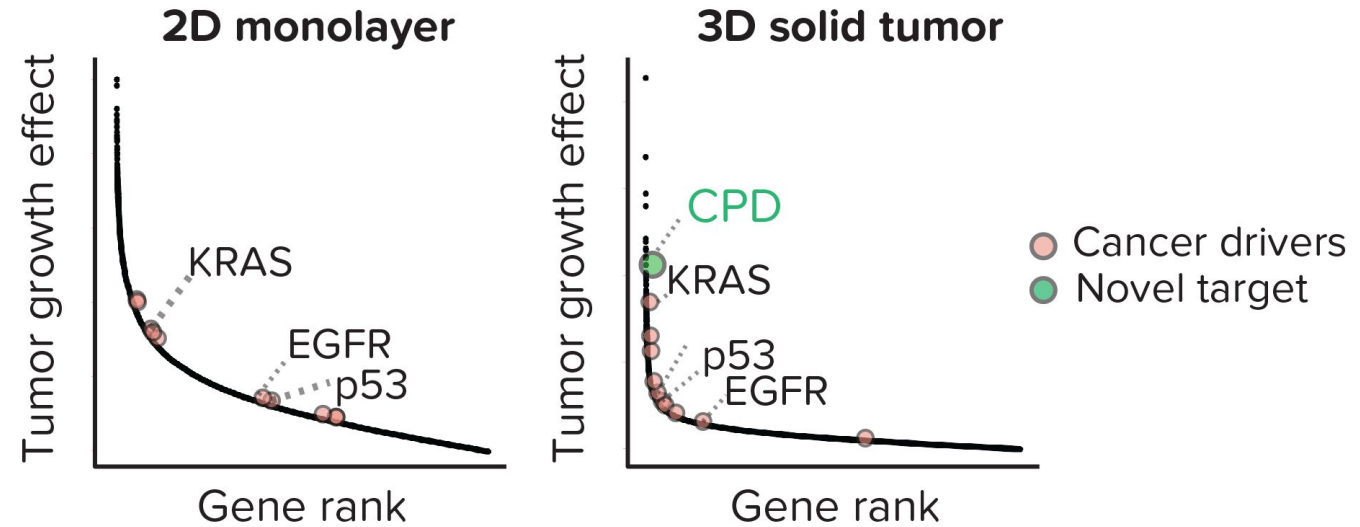 2D monolayer
Tumor growth effect
KRAS
EGFR
p53
Gene rank
3D solid tumor
Tumor growth effect
CPD
KRAS
p53
EGFR
Gene rank
Cancer drivers
Novel target